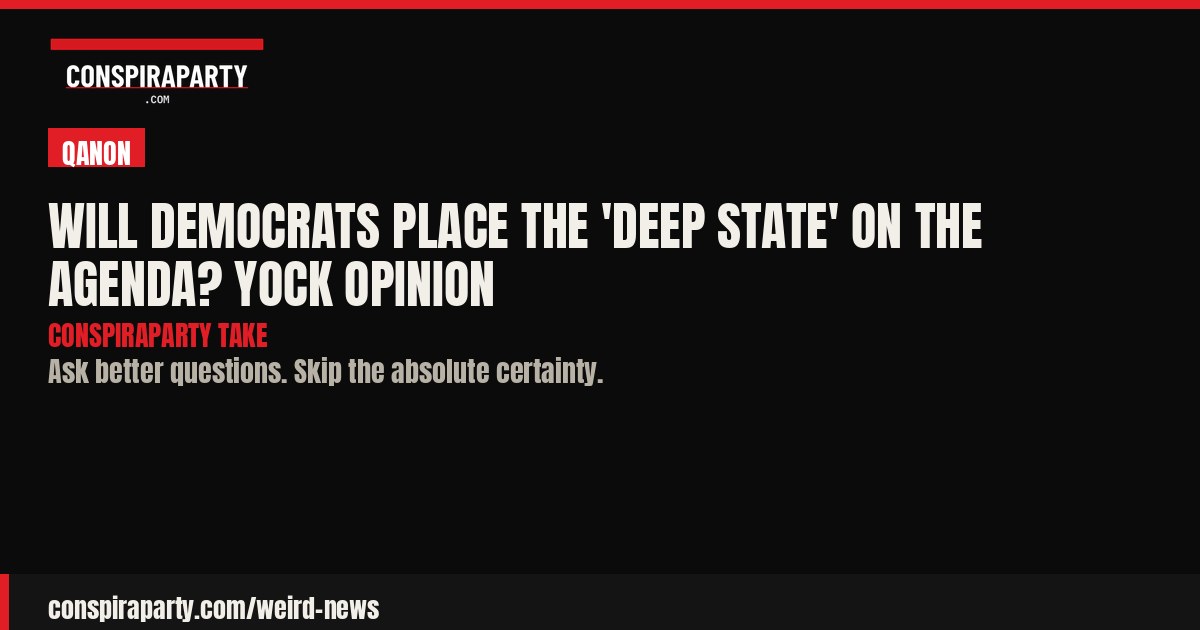 CONSPIRAPARTY
.COM
QANON
WILL DEMOCRATS PLACE THE 'DEEP STATE' ON THE
AGENDA? YOCK OPINION
CONSPIRAPARTY TAKE
Ask better questions. Skip the absolute certainty.
conspiraparty.com/weird-news